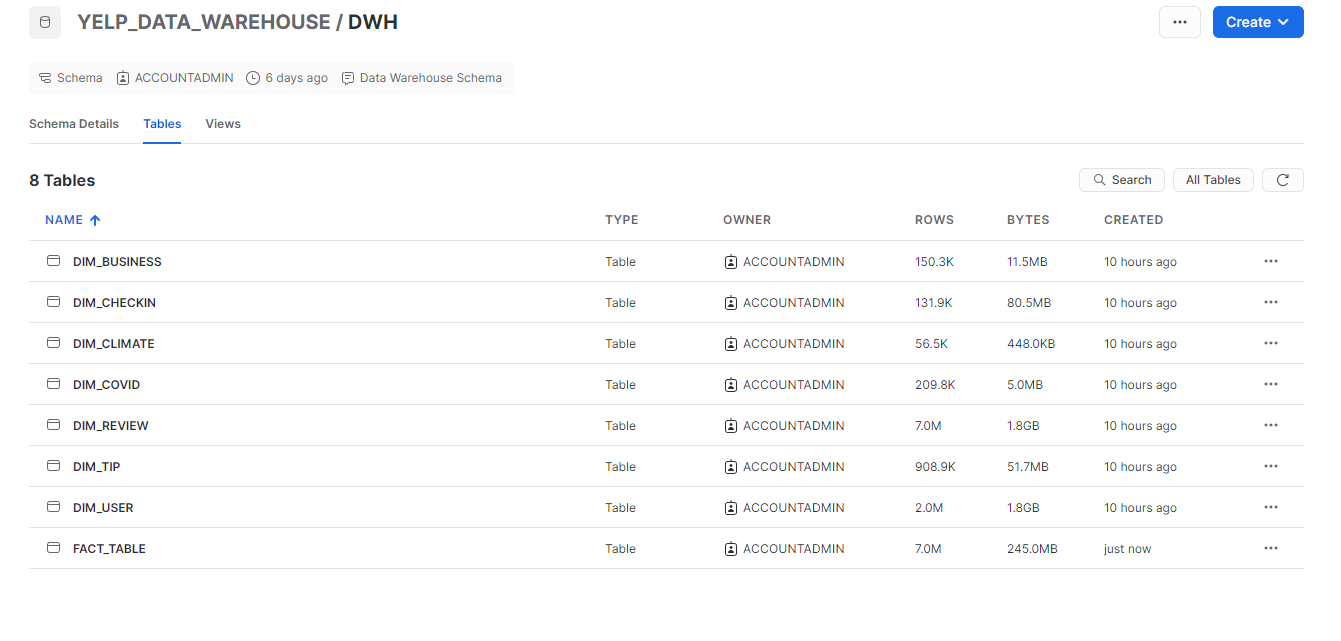 YELP_DATA_WAREHOUSE / DWH
Create
Schema ACCOUNTADMIN 6 days ago Data Warehouse Schema
Schema Details Tables Views
8 Tables
Search All Tables
NAME TYPE OWNER ROWS BYTES CREATED
DIM_BUSINESS Table ACCOUNTADMIN 150.3K 11.5MB 10 hours ago
DIM_CHECKIN Table ACCOUNTADMIN 131.9K 80.5MB 10 hours ago
DIM_CLIMATE Table ACCOUNTADMIN 56.5K 448.0KB 10 hours ago
DIM_COVID Table ACCOUNTADMIN 209.8K 5.0MB 10 hours ago
DIM_REVIEW Table ACCOUNTADMIN 7.0M 1.8GB 10 hours ago
DIM_TIP Table ACCOUNTADMIN 908.9K 51.7MB 10 hours ago
DIM_USER Table ACCOUNTADMIN 2.0M 1.8GB 10 hours ago
FACT_TABLE Table ACCOUNTADMIN 7.0M 245.0MB just now